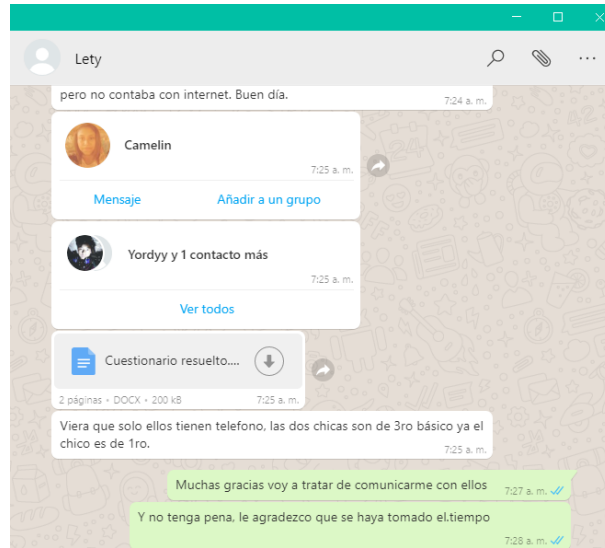 Lety
pero no contaba con internet. Buen día.
7:24 a. m.
Camelin
7:25 a. m.
Mensaje Añadir a un grupo
Yordyy y 1 contacto más
7:25 a. m.
Ver todos
Cuestionario resuelto....
2 páginas • DOCX • 200 kB 7:25 a. m.
Viera que solo ellos tienen telefono, las dos chicas son de 3ro básico ya el
chico es de 1ro.
7:25 a. m.
Muchas gracias voy a tratar de comunicarme con ellos 7:27 a. m.
Y no tenga pena, le agradezco que se haya tomado el.tiempo
7:28 a. m.